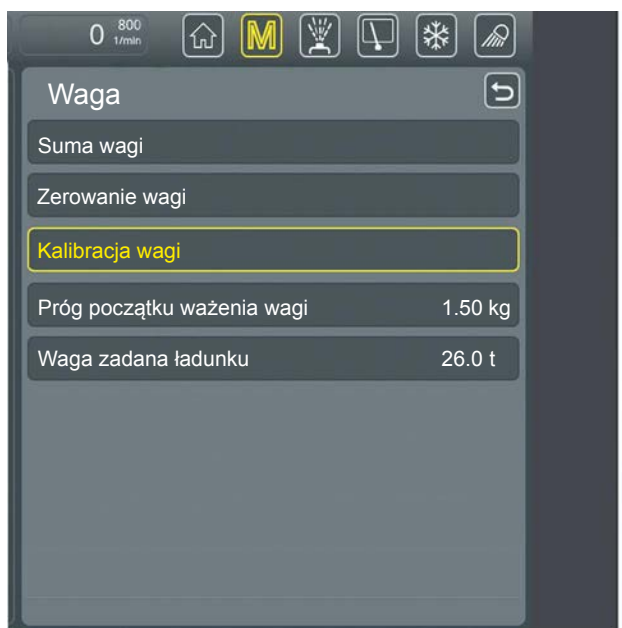 0 800 1/min M
Waga
Suma wagi
Zerowanie wagi
Kalibracja wagi
Próg początku ważenia wagi 1.50 kg
Waga zadana ładunku 26.0 t